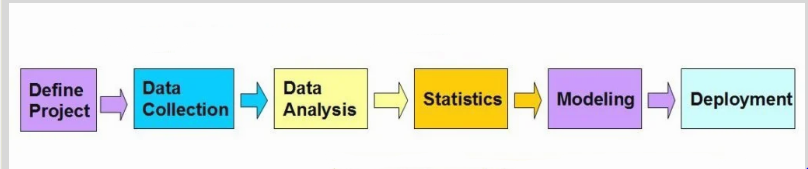 Define
Project
Data
Collection
Data
Analysis
Statistics
Modeling
Deployment